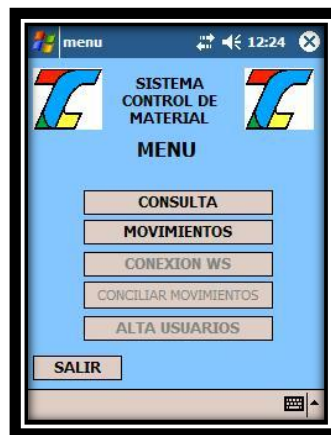 menu 12:24
SISTEMA
CONTROL DE
MATERIAL
MENU
CONSULTA
MOVIMIENTOS
CONEXION WS
CONCILIAR MOVIMIENTOS
ALTA USUARIOS
SALIR